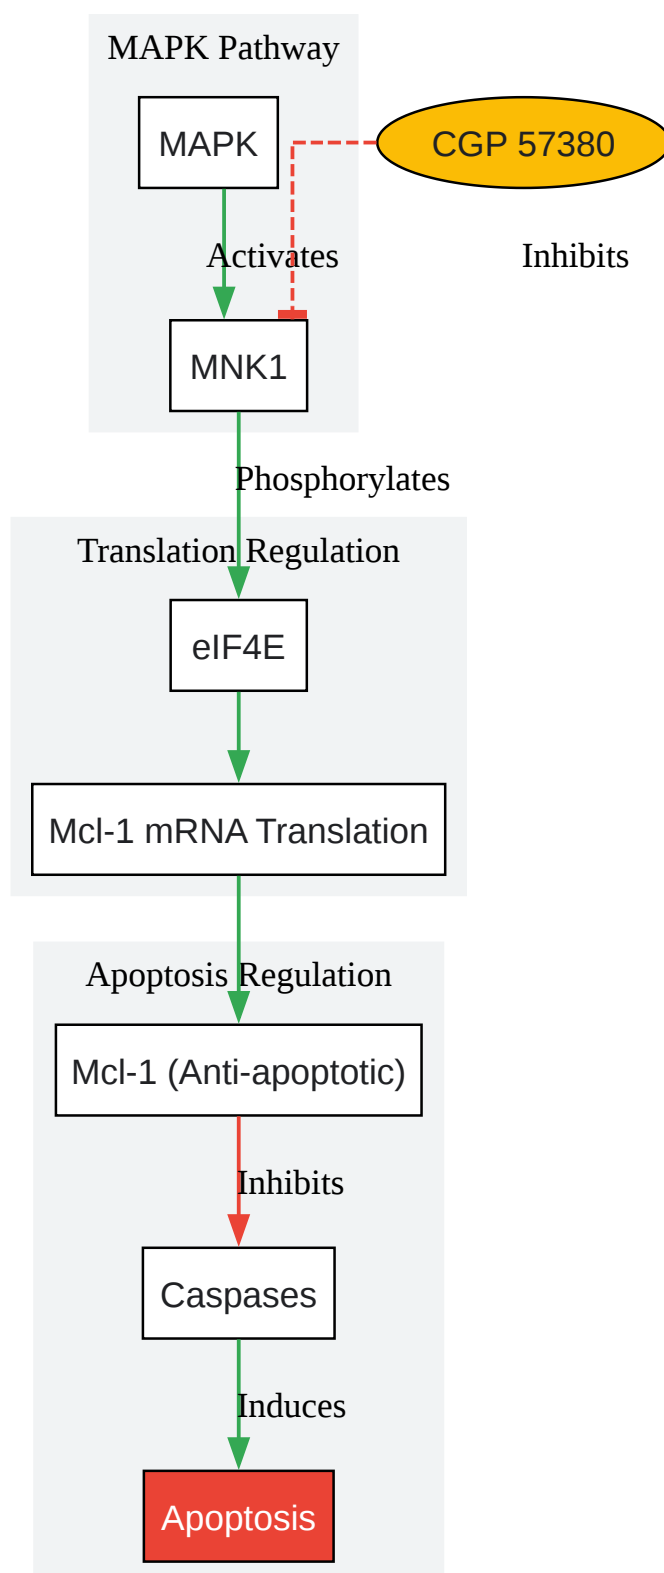 MAPK Pathway
MAPK
CGP 57380
Activates
Inhibits
MNK1
Phosphorylates
Translation Regulation
eIF4E
Mcl-1 mRNA Translation
Apoptosis Regulation
Mcl-1 (Anti-apoptotic)
Inhibits
Caspases
Induces
Apoptosis